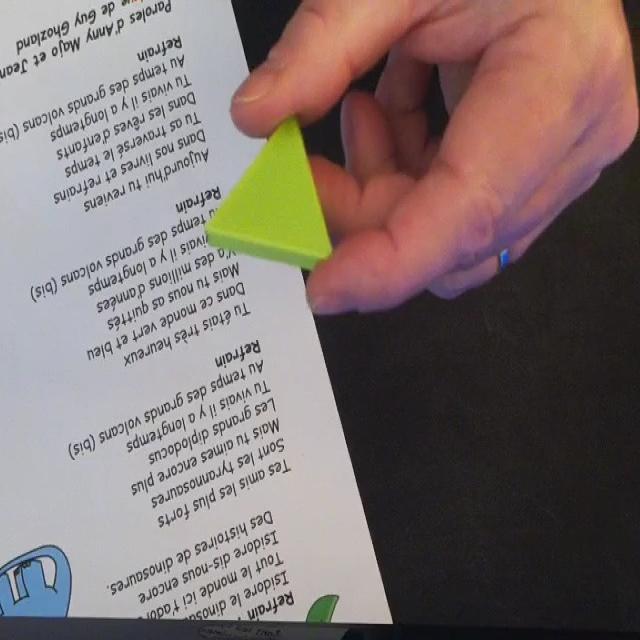 Refrain
Isidore le dinosau
Tout le monde ici t'ador
Isidore dis-nous encore
Des histoires de dinosaures.
Tes amis les plus forts
Sont les tyrannosaures
Mais tu aimes encore plus
Les grands diplodocus
Tu vivais il y a longtemps
Au temps des grands volcans (bis)
Refrain
Tu étais très heureux
Dans ce monde vert et bleu
Mais tu nous as quittés
Y'a des millions d'années
vivais il y a longtemps
temps des grands volcans (bis)
Refrain
Aujourd'hu tu reviens
Dans nos livres et refrains
Tu as traversé le temps
Dans les rêves d'enfants
Tu vivais il y a longtemps
Au temps des grands volcans (bis
Refrain
Paroles d'Anny Majo et Jean
que de Guy Ghozland